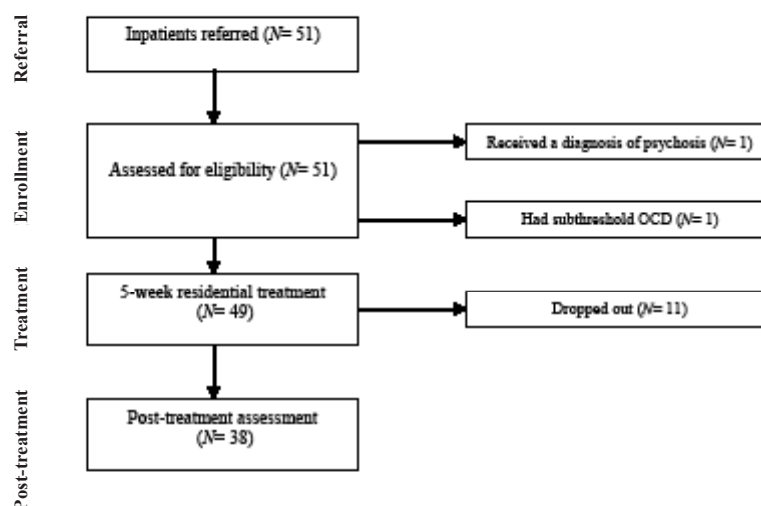 Referral
Inpatients referred (N= 51)
Enrollment
Assessed for eligibility (N= 51)
Received a diagnosis of psychosis (N= 1)
Had subthreshold OCD (N= 1)
Treatment
5-week residential treatment
(N= 49)
Dropped out (N= 11)
Post-treatment
Post-treatment assessment
(N= 38)